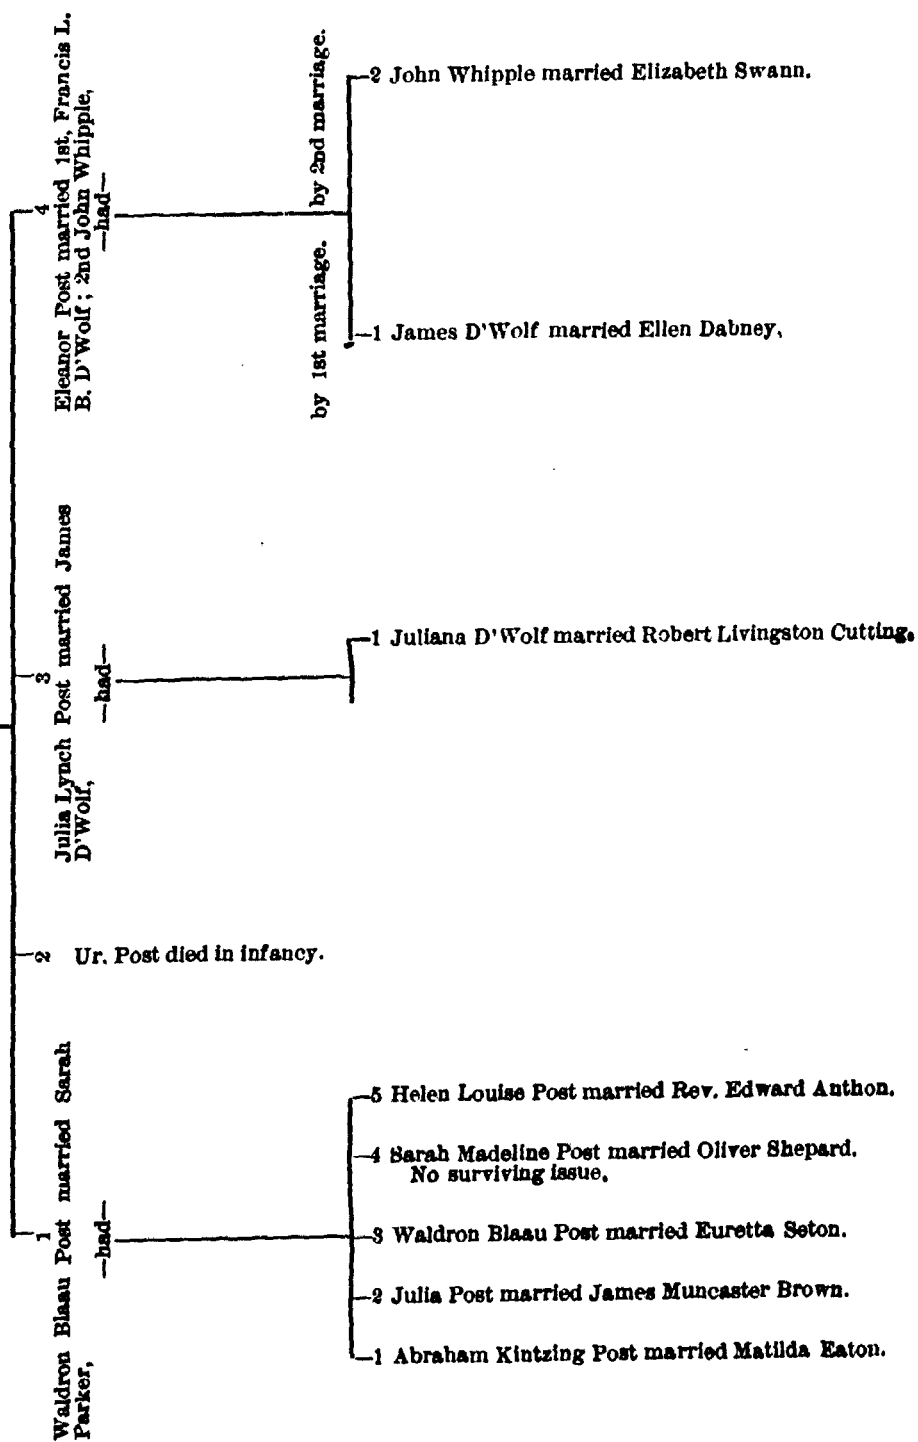 4
Eleanor Post married 1st, Francis L.
B. D'Wolf; 2nd John Whipple,
—had—
by 2nd marriage.
2 John Whipple married Elizabeth Swann.
by 1st marriage.
1 James D'Wolf married Ellen Dabney,
3
Julia Lynch Post married James
D'Wolf,
—had—
1 Juliana D'Wolf married Robert Livingston Cutting.
2 Ur. Post died in infancy.
1
Waldron Blaau Post married Sarah
Parker,
—had—
5 Helen Louise Post married Rev. Edward Anthon.
4 Sarah Madeline Post married Oliver Shepard.
No surviving issue.
3 Waldron Blaau Post married Euretta Seton.
2 Julia Post married James Muncaster Brown.
1 Abraham Kintzing Post married Matilda Eaton.